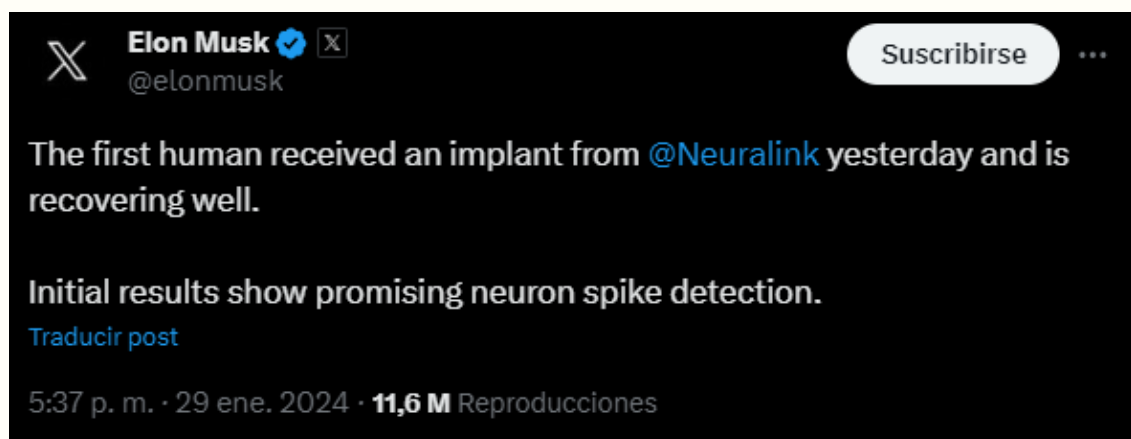 Elon Musk
@elonmusk
Suscribirse
The first human received an implant from @Neuralink yesterday and is
recovering well.
Initial results show promising neuron spike detection.
Traducir post
5:37 p. m. · 29 ene. 2024 · 11,6 M Reproducciones